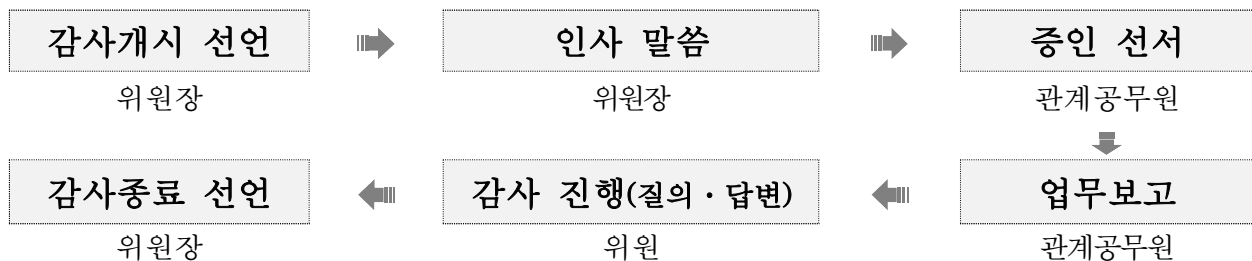 감사개시 선언 인사 말씀 증인 선서
위원장 위원장 관계공무원
감사종료 선언 감사 진행(질의·답변) 업무보고
위원장 위원 관계공무원